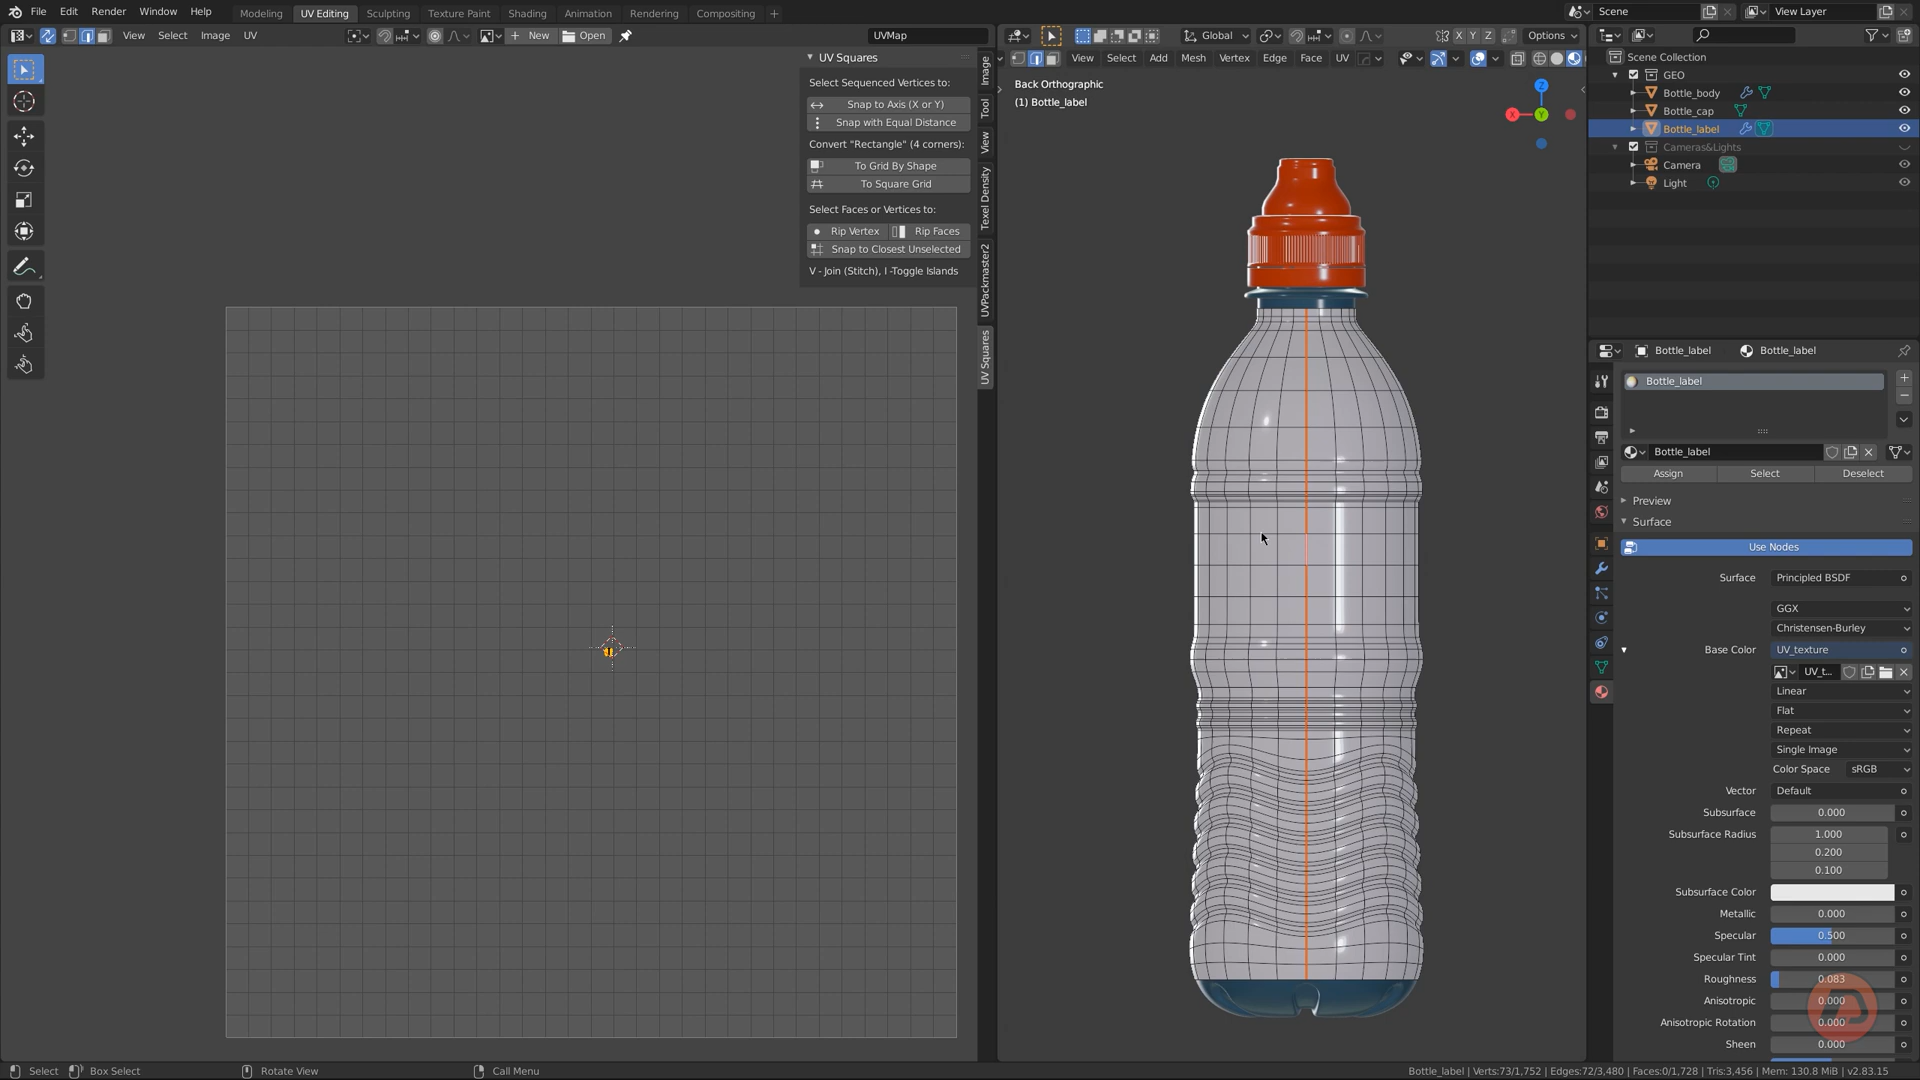 File Edit Render Window Help Modeling UV Editing Sculpting Texture Paint Shading Animation Rendering Compositing + Scene View Layer
View Select Image UV New Open UVMap Global X Y Z Options
View Select Add Mesh Vertex Edge Face UV
UV Squares
Select Sequenced Vertices to:
Snap to Axis (X or Y)
Snap with Equal Distance
Convert "Rectangle" (4 corners):
To Grid By Shape
To Square Grid
Select Faces or Vertices to:
Rip Vertex Rip Faces
Snap to Closest Unselected
V - Join (Stitch), I -Toggle Islands
Image
Tool
View
Texel Density
UVPackmaster2
UV Squares
Back Orthographic
(1) Bottle_label
Z
X
Y
Scene Collection
GEO
Bottle_body
Bottle_cap
Bottle_label
Cameras&Lights
Camera
Light
Bottle_label Bottle_label
Bottle_label
Bottle_label
Assign Select Deselect
Preview
Surface
Use Nodes
Surface Principled BSDF
GGX
Christensen-Burley
Base Color UV_texture
UV_t...
Linear
Flat
Repeat
Single Image
Color Space sRGB
Vector Default
Subsurface 0.000
Subsurface Radius 1.000
0.200
0.100
Subsurface Color
Metallic 0.000
Specular 0.500
Specular Tint 0.000
Roughness 0.083
Anisotropic 0.000
Anisotropic Rotation 0.000
Sheen 0.000
Select Box Select Rotate View Call Menu Bottle_label | Verts:73/1,752 | Edges:72/3,480 | Faces:0/1,728 | Tris:3,456 | Mem: 130.8 MiB | v2.83.15